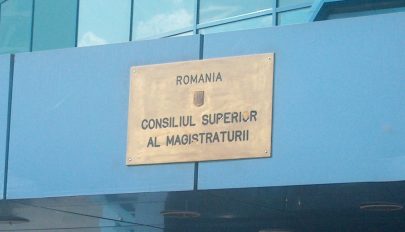 ROMANIA
CONSILIUL SUPERIOR
AL MAGISTRATURII